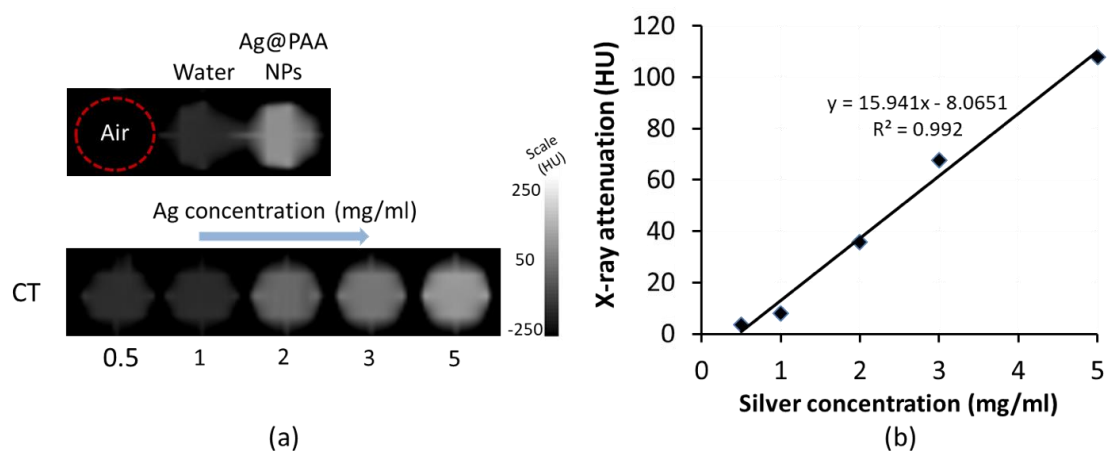 Ag@PAA
Water NPs
Air
Scale
(HU)
250
50
-250
Ag concentration (mg/ml)
CT
0.5 1 2 3 5
(a)
X-ray attenuation (HU)
120
100
80
60
40
20
0
y = 15.941x - 8.0651
R² = 0.992
0 1 2 3 4 5
Silver concentration (mg/ml)
(b)